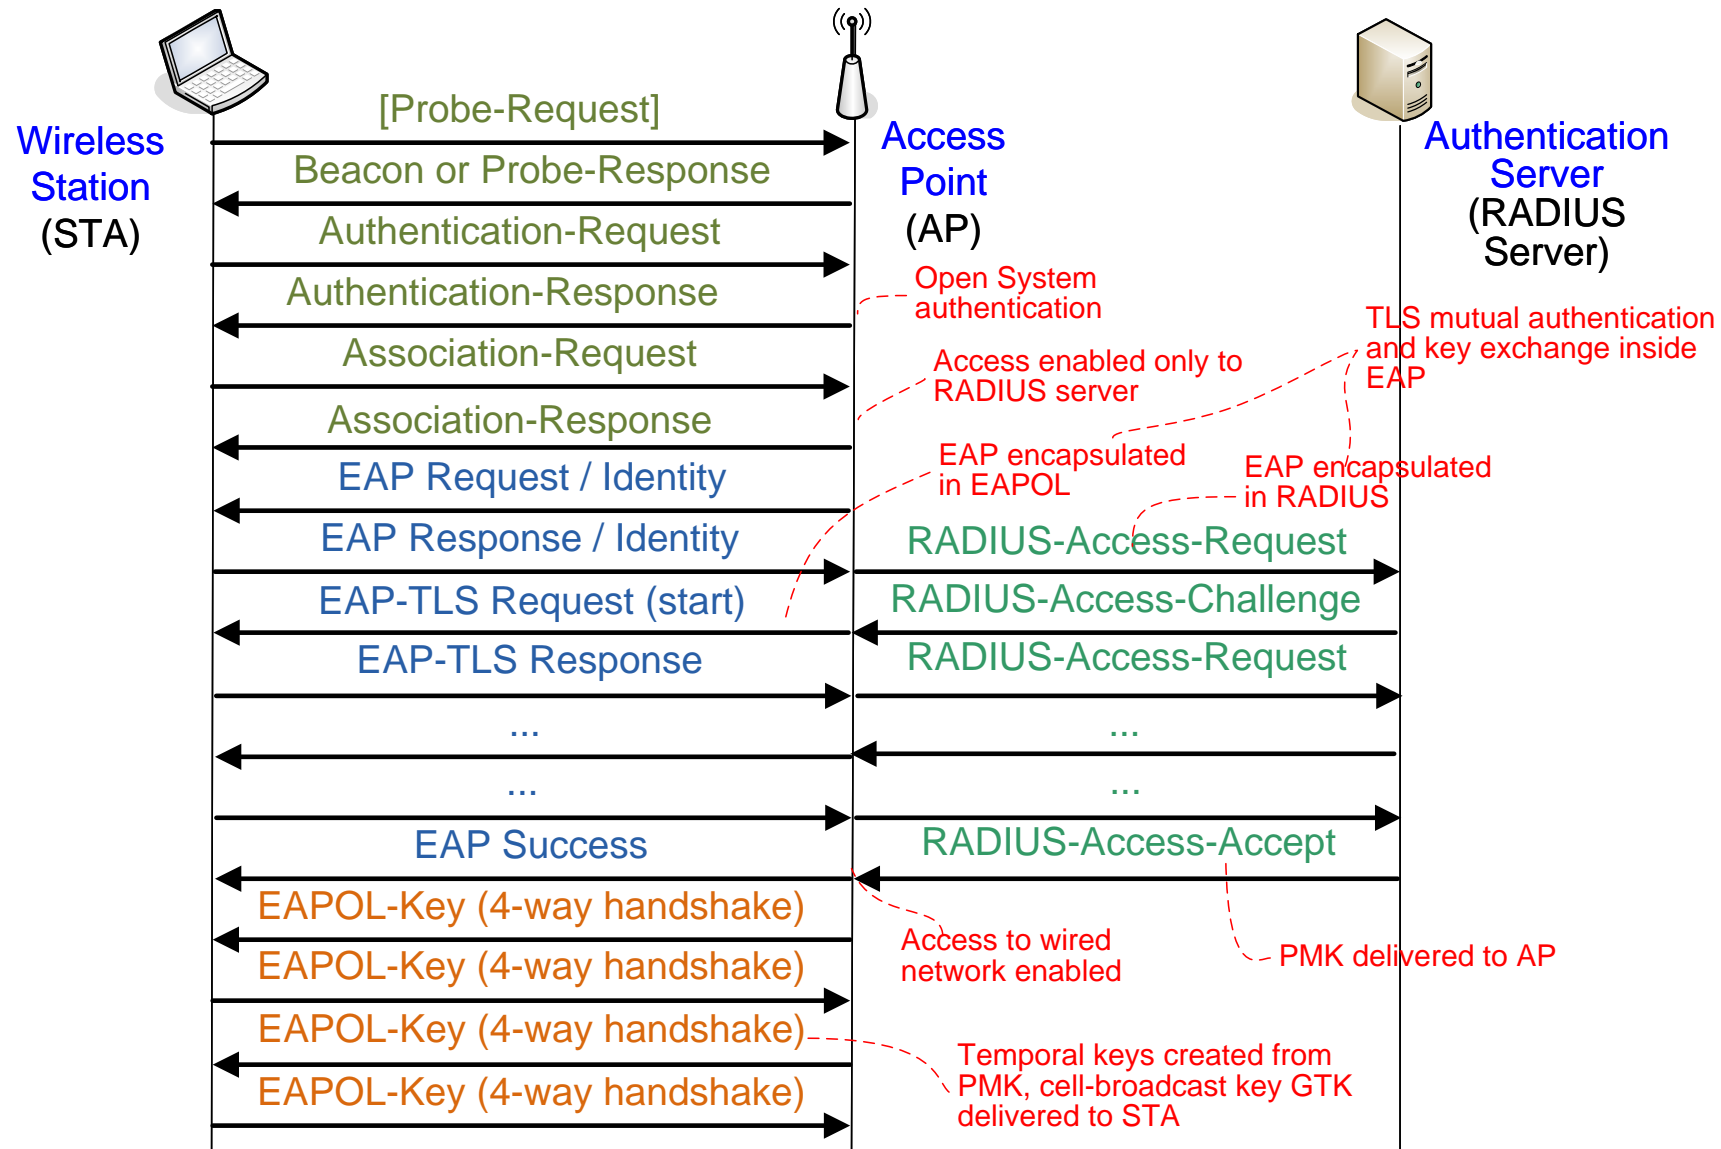 Wireless
Station
(STA)
Access
Point
(AP)
Authentication
Server
(RADIUS
Server)
[Probe-Request]
Beacon or Probe-Response
Authentication-Request
Authentication-Response
Open System
authentication
Association-Request
Access enabled only to
RADIUS server
TLS mutual authentication
and key exchange inside
EAP
Association-Response
EAP Request / Identity
EAP encapsulated
in EAPOL
EAP encapsulated
in RADIUS
EAP Response / Identity
RADIUS-Access-Request
EAP-TLS Request (start)
RADIUS-Access-Challenge
EAP-TLS Response
RADIUS-Access-Request
...
...
...
...
EAP Success
RADIUS-Access-Accept
EAPOL-Key (4-way handshake)
Access to wired
network enabled
PMK delivered to AP
EAPOL-Key (4-way handshake)
EAPOL-Key (4-way handshake)
Temporal keys created from
PMK, cell-broadcast key GTK
delivered to STA
EAPOL-Key (4-way handshake)